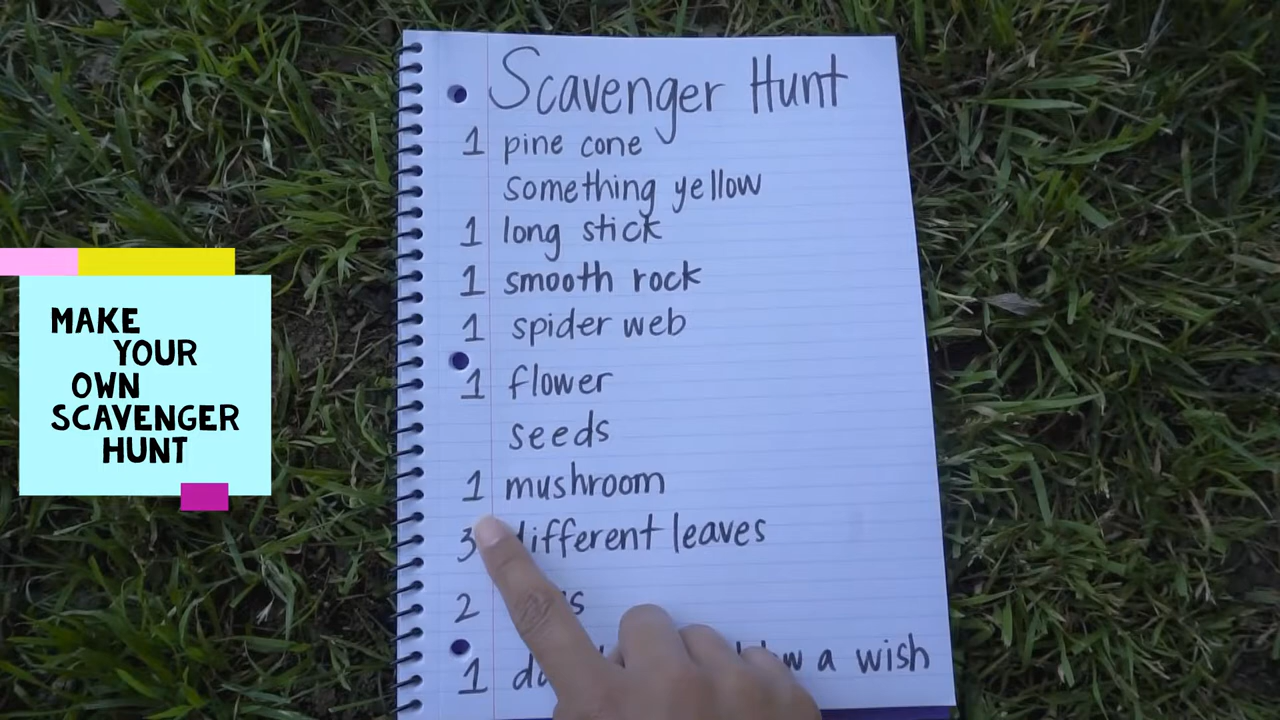 Scavenger Hunt
1 pine cone
something yellow
1 long stick
1 smooth rock
1 spider web
1 flower
seeds
1 mushroom
3 different leaves
2
1 a wish
MAKE
YOUR
OWN
SCAVENGER
HUNT